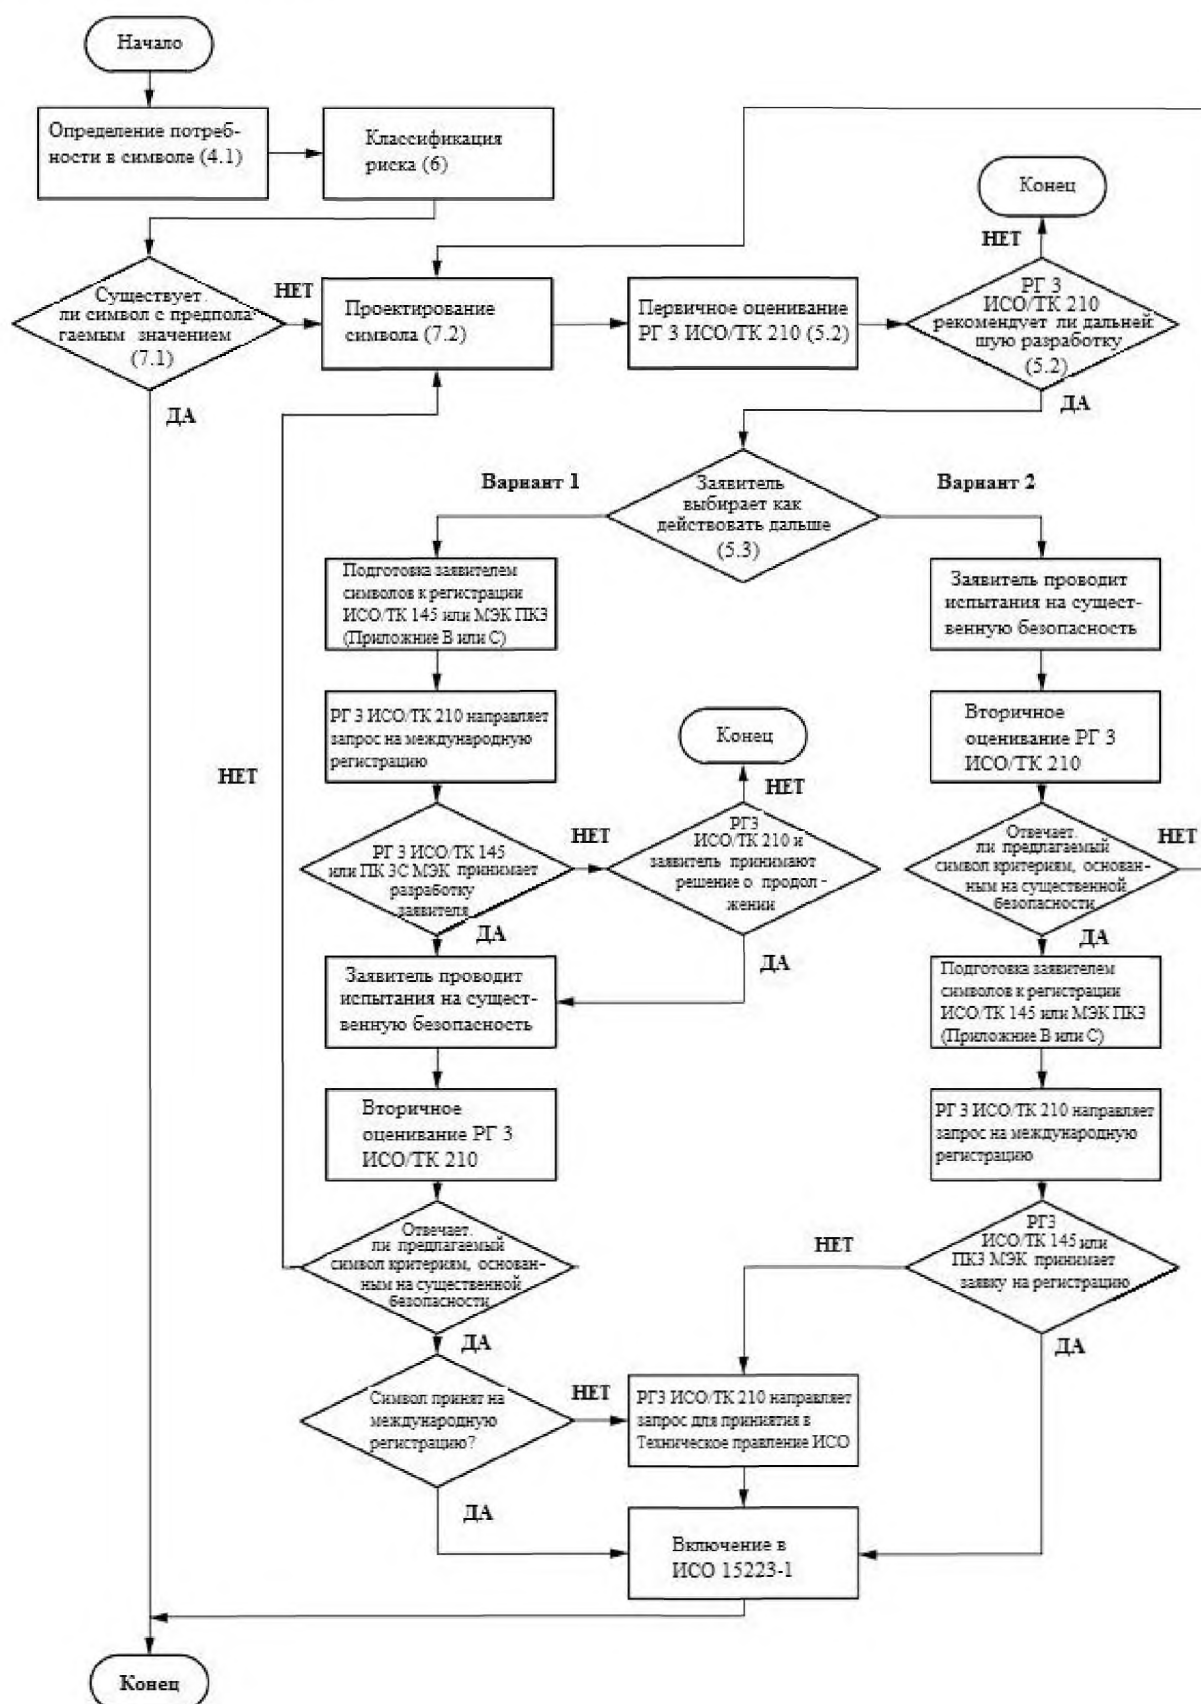 Начало
Определение потреб-
ности в символе (4.1)
Классификация
риска (6)
Конец
НЕТ
Существует.
ли символ с предпола
гаемым значением
(7.1)
НЕТ
Проектирование
символа (7.2)
Первичное оценивание
РГ 3 ИСО/ТК 210 (5.2)
РГ 3
ИСО/ТК 210
рекомендует ли дальней
шую разработку
(5.2)
ДА
ДА
Вариант 1
Заявитель
выбирает как
действовать дальше
(5.3)
Вариант 2
Подготовка заявителем
символов к регистрации
ИСО/ТК 145 или МЭК ПКЗ
(Приложние В или С)
Заявитель проводит
испытания на сущест-
венную безопасность
РГ 3 ИСО/ТК 210 направляет
запрос на международную
регистрацию
Конец
Вторичное
оценивание РГ 3
ИСО/ТК 210
НЕТ
НЕТ
РГ 3 ИСО/ТК 145
или ПК 3С МЭК принимает
разработку
заявителя
НЕТ
РГ3
ИСО/ТК 210 и
заявитель принимают
решение о продол -
жении
Отвечает.
ли предлагаемый
символ критериям, основан-
ным на существенной
безопасности
НЕТ
ДА
ДА
ДА
Заявитель проводит
испытания на сущест-
венную безопасность
Подготовка заявителем
символов к регистрации
ИСО/ТК 145 или МЭК ПКЗ
(Приложние В или С)
Вторичное
оценивание РГ 3
ИСО/ТК 210
РГ 3 ИСО/ТК 210 направляет
запрос на международную
регистрацию
Отвечает.
ли предлагаемый
символ критериям, основан-
ным на существенной
безопасности
НЕТ
РГ3
ИСО/ТК 145 или
ПК3 МЭК принимает
заявку на регистрацию
ДА
ДА
Символ принят на
международную
регистрацию?
НЕТ
РГ3 ИСО/ТК 210 направляет
запрос для принятия в
Техническое правление ИСО
ДА
Включение в
ИСО 15223-1
Конец